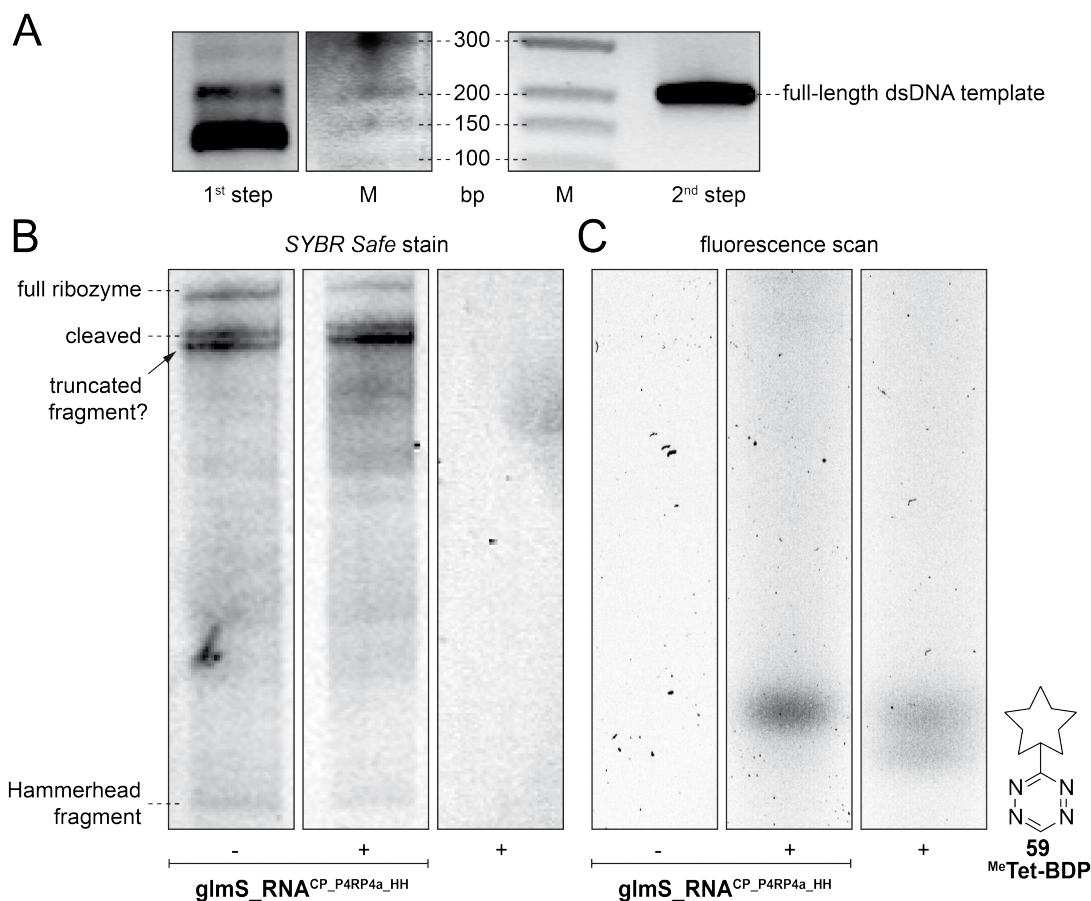 A
300
200
150
100
full-length dsDNA template
1st step
M
bp
M
2nd step
B
SYBR Safe stain
C
fluorescence scan
full ribozyme
cleaved
truncated
fragment?
Hammerhead
fragment
-
+
+
-
+
+
glmS_RNACP_P4RP4a_HH
glmS_RNACP_P4RP4a_HH
N
N
N
N
59
MeTet-BDP